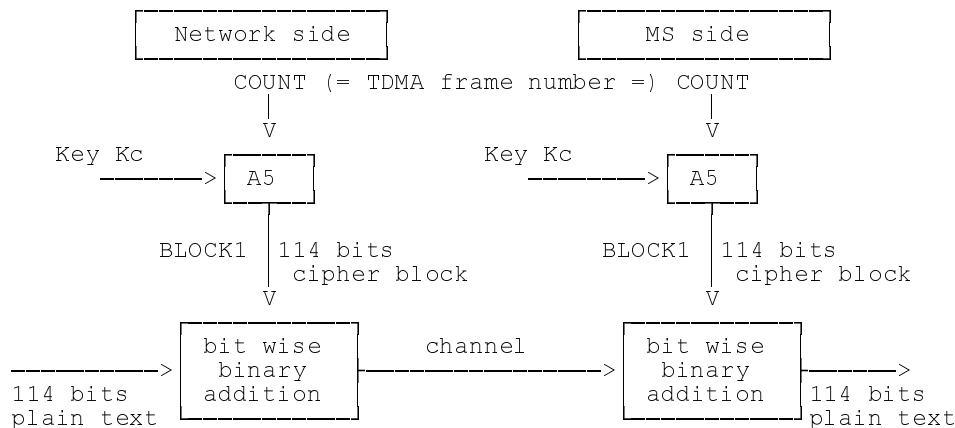 Network side MS side
COUNT (= TDMA frame number =) COUNT
V V
Key Kc Key Kc
> A5 > A5
BLOCK1 114 bits BLOCK1 114 bits
cipher block cipher block
V V
bit wise channel bit wise
> binary > binary >
114 bits addition addition 114 bits
plain text plain text